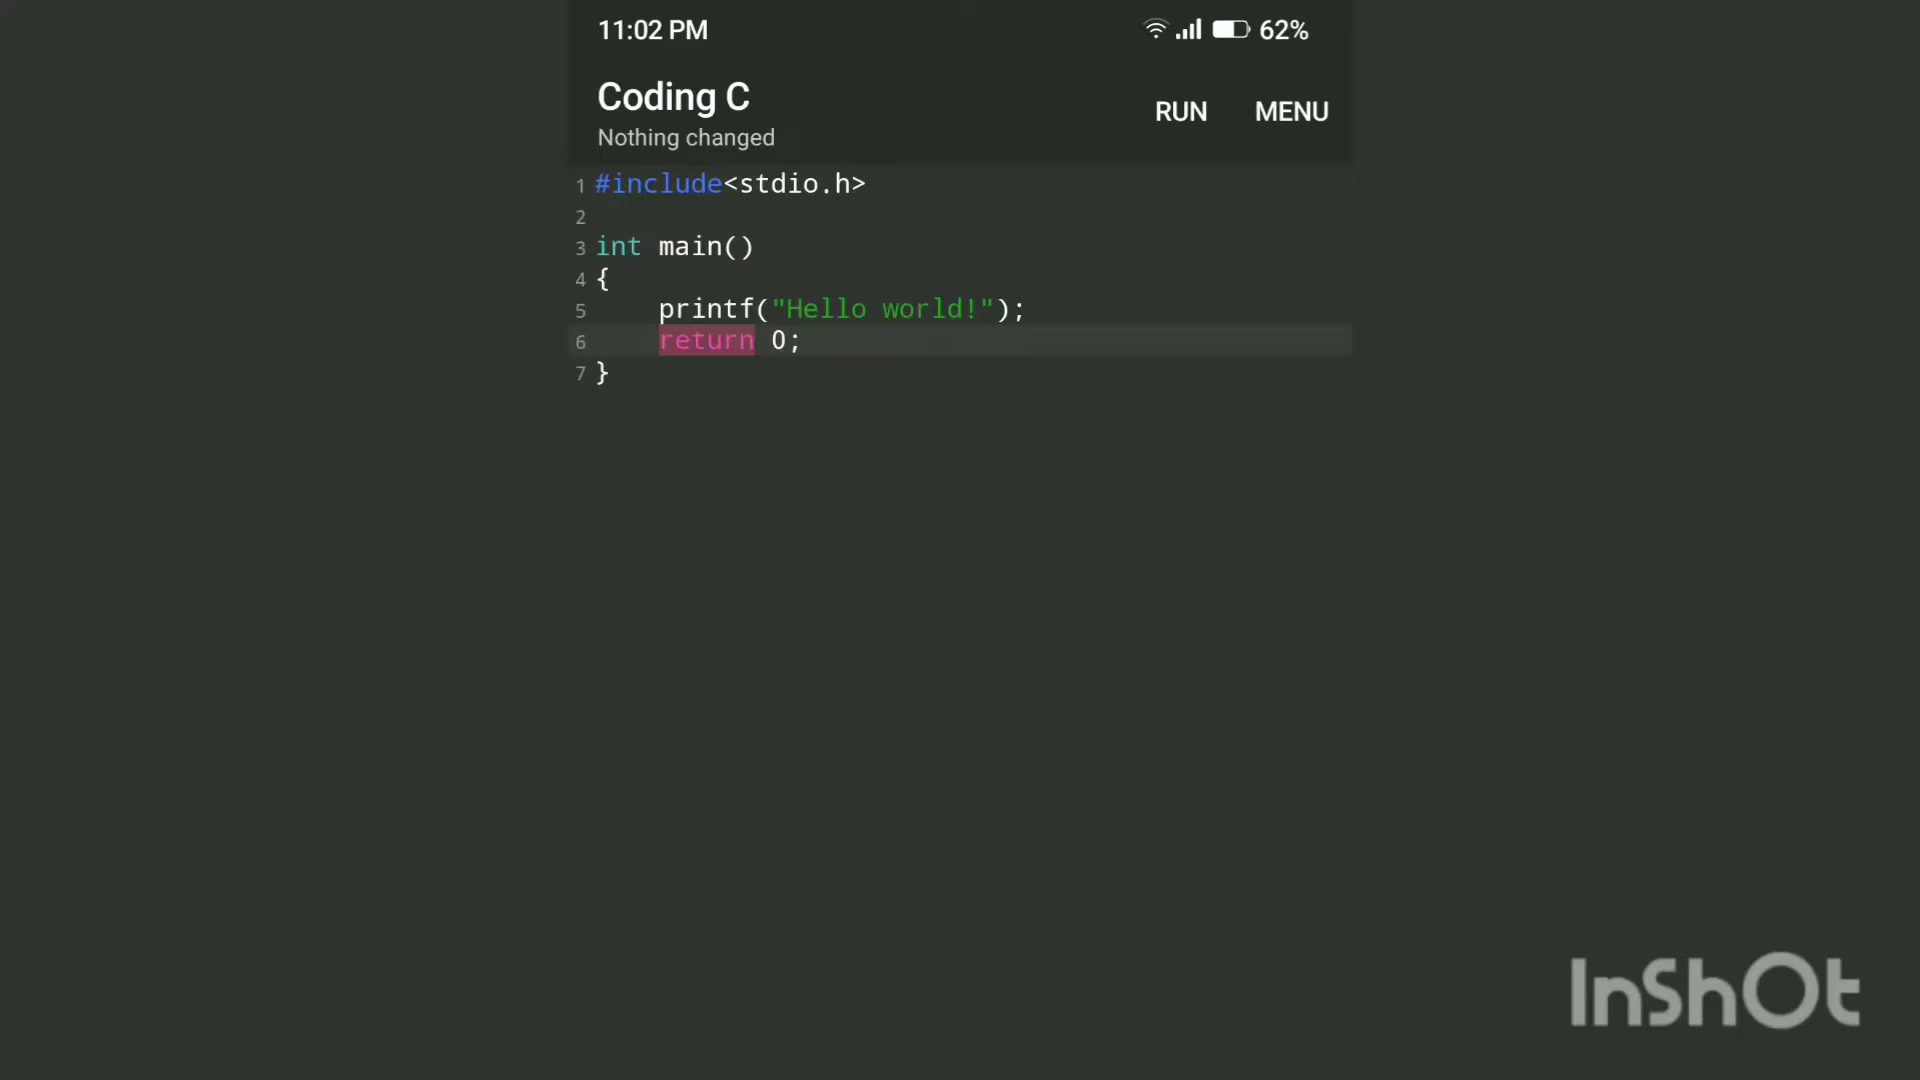 11:02 PM 62%
Coding C
RUN MENU
Nothing changed
1 #include<stdio.h>
2
3 int main()
4 {
5     printf("Hello world!");
6     return 0;
7 }
InShOt